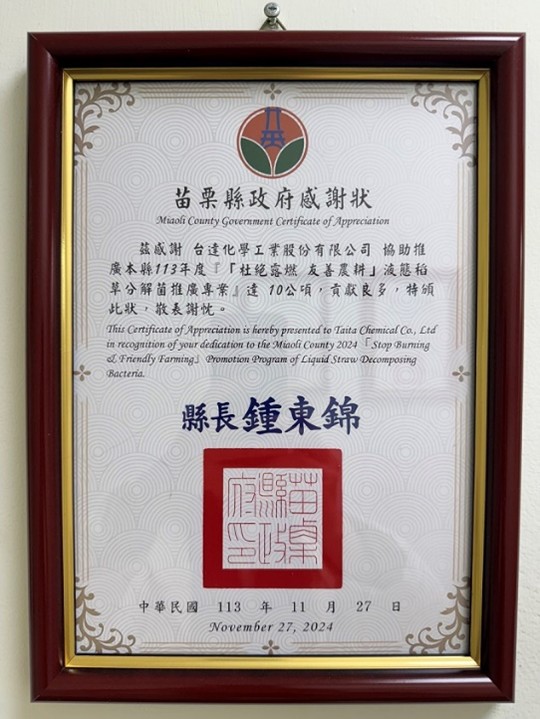 苗栗縣政府感謝狀
Miaoli County Government Certificate of Appreciation
茲感謝 台達化學工業股份有限公司 協助推
廣本縣113年度『「杜絕露燃 友善農耕」液態稻
草分解菌推廣專案』達 10公頃，貢獻良多，特頒
此狀，敬表謝忱。
This Certificate of Appreciation is hereby presented to Taita Chemical Co., Ltd
in recognition of your dedication to the Miaoli County 2024「Stop Burning
& Friendly Farming」Promotion Program of Liquid Straw Decomposing
Bacteria.
縣長鍾東錦
苗栗縣政府印
中華民國 113 年 11 月 27 日
November 27, 2024